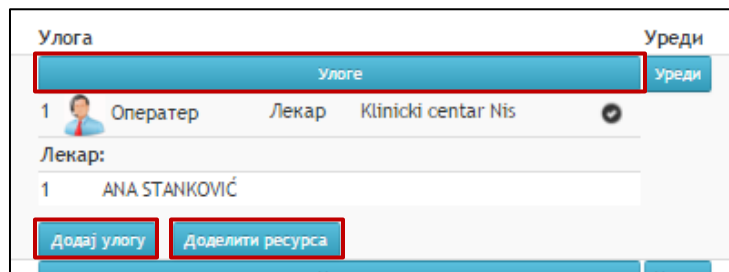 Улога Уреди
Улоге Уреди
1 Оператер Лекар Klinicki centar Nis
Лекар:
1 ANA STANKOVIĆ
Додај улогу Доделити ресурса